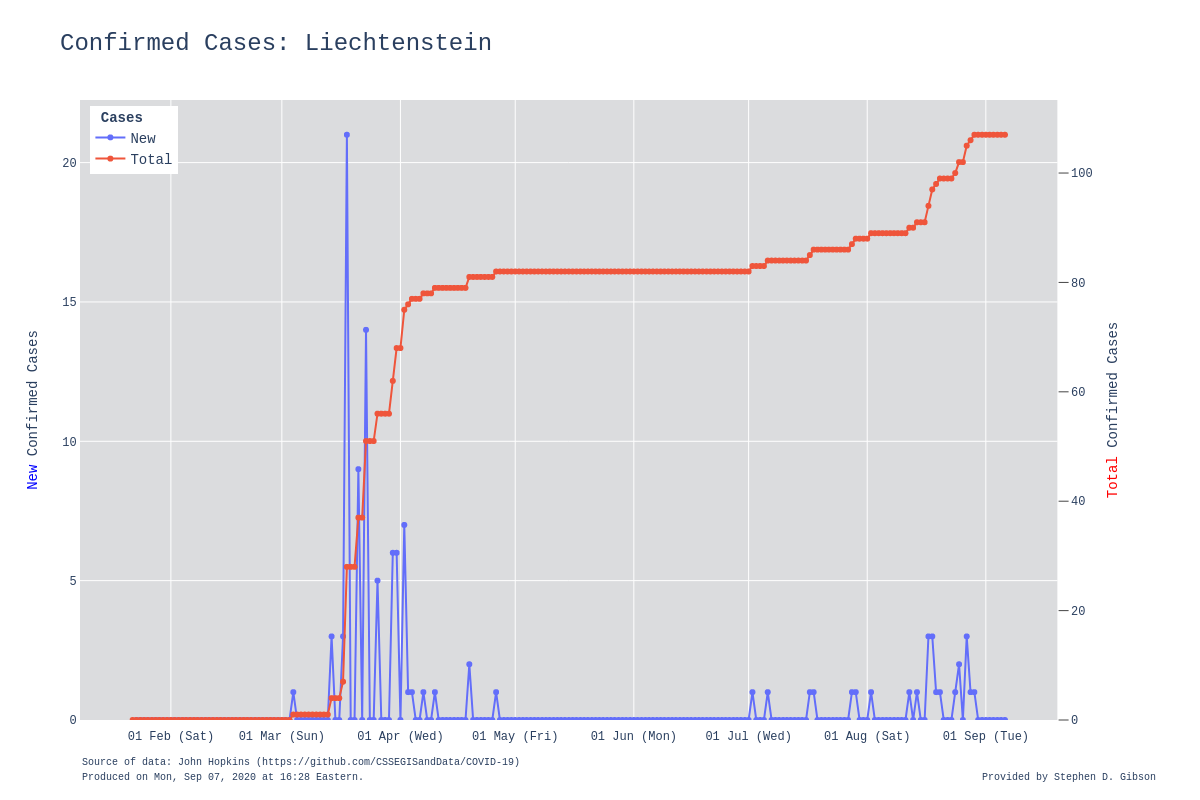 Confirmed Cases: Liechtenstein
Cases
New
Total
20
15
10
5
0
100
80
60
40
20
0
New Confirmed Cases
Total Confirmed Cases
01 Feb (Sat)
01 Mar (Sun)
01 Apr (Wed)
01 May (Fri)
01 Jun (Mon)
01 Jul (Wed)
01 Aug (Sat)
01 Sep (Tue)
Source of data: John Hopkins (https://github.com/CSSEGISandData/COVID-19)
Produced on Mon, Sep 07, 2020 at 16:28 Eastern.
Provided by Stephen D. Gibson